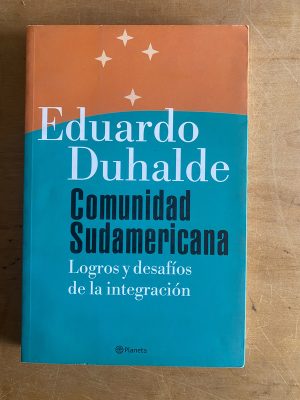 Eduardo
Duhalde
Comunidad
Sudamericana
Logros y desafíos
de la integración
Planeta